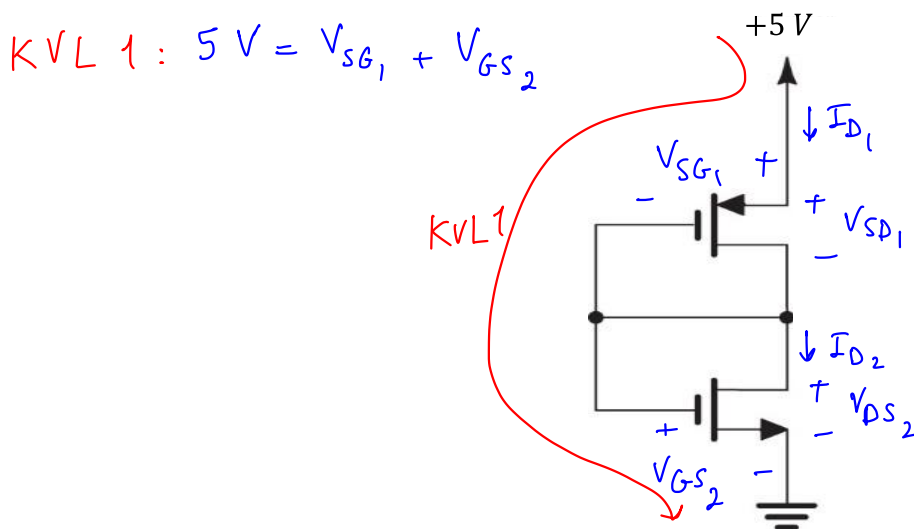 KVL 1: 5 V = V_SG1 + V_GS2
+5 V
↓ I_D1
V_SG1 +
-
+
V_SD1
-
KVL1
↓ I_D2
+
V_DS2
-
+
V_GS2 -